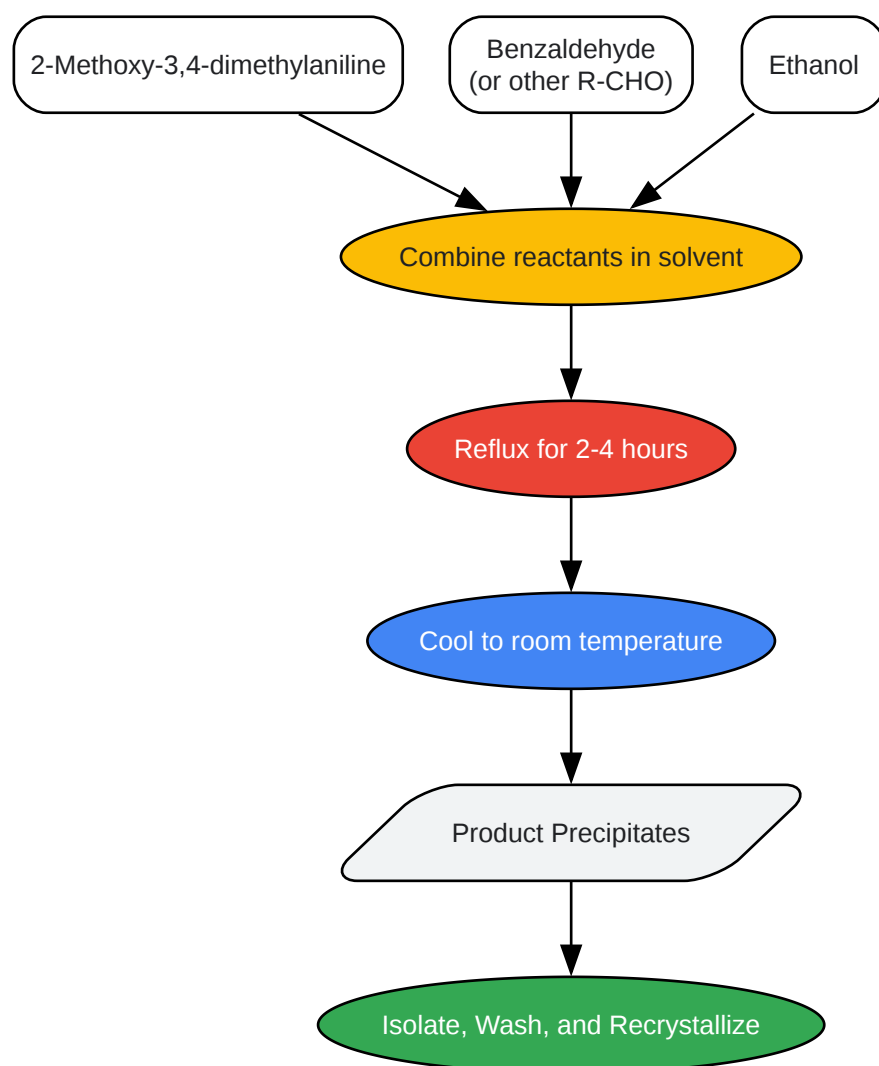 2-Methoxy-3,4-dimethylaniline
Benzaldehyde
(or other R-CHO)
Ethanol
Combine reactants in solvent
Reflux for 2-4 hours
Cool to room temperature
Product Precipitates
Isolate, Wash, and Recrystallize